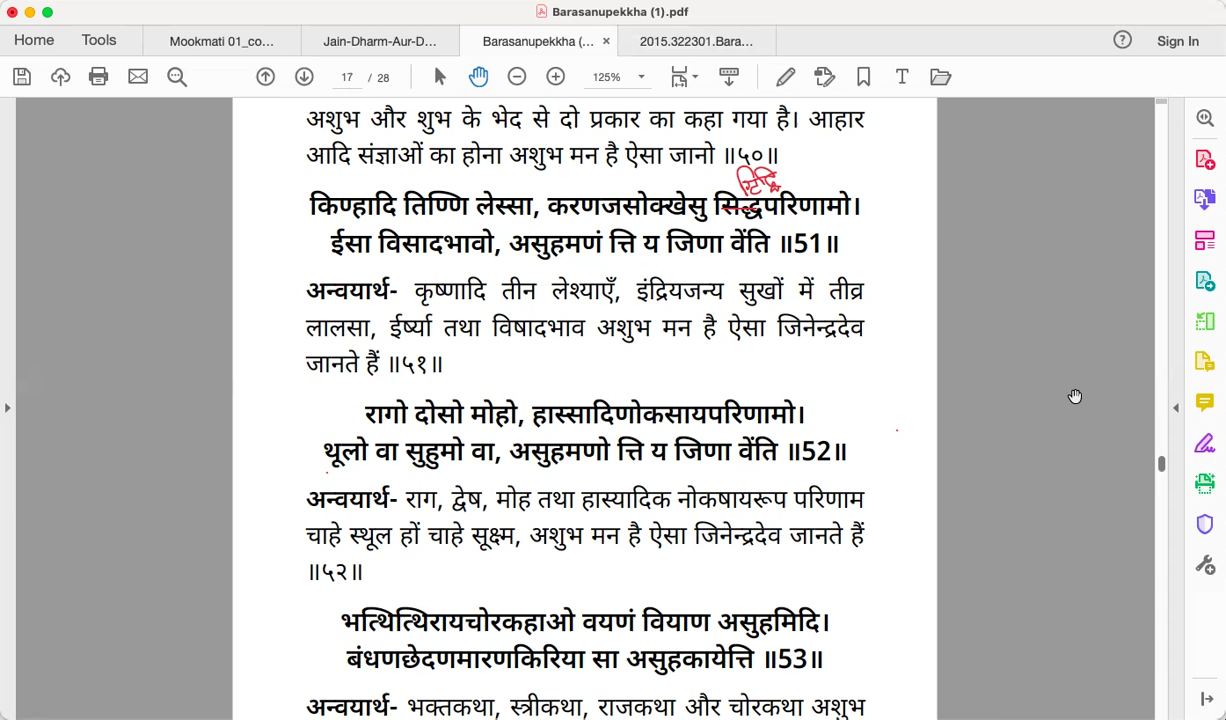 Barasanupekkha (1).pdf
Home Tools Mookmati 01_co... Jain-Dharm-Aur-D... Barasanupekkha (... × 2015.322301.Bara... Sign In
17 / 28 125%
अशुभ और शुभ के भेद से दो प्रकार का कहा गया है। आहार
आदि संज्ञाओं का होना अशुभ मन है ऐसा जानो ॥५०॥
किण्हादि तिण्णि लेस्सा, करणजसोक्खेसु सिद्धपरिणामो।
ईसा विसादभावो, असुहमणं त्ति य जिणा वेंति ॥51॥
अन्वयार्थ- कृष्णादि तीन लेश्याएँ, इंद्रियजन्य सुखों में तीव्र
लालसा, ईर्ष्या तथा विषादभाव अशुभ मन है ऐसा जिनेन्द्रदेव
जानते हैं ॥५१॥
रागो दोसो मोहो, हास्सादिणोकसायपरिणामो।
थूलो वा सुहुमो वा, असुहमणो त्ति य जिणा वेंति ॥52॥
अन्वयार्थ- राग, द्वेष, मोह तथा हास्यादिक नोकषायरूप परिणाम
चाहे स्थूल हों चाहे सूक्ष्म, अशुभ मन है ऐसा जिनेन्द्रदेव जानते हैं
॥५२॥
भत्थित्थिरायचोरकहाओ वयणं वियाण असुहमिदि।
बंधणछेदणमारणकिरिया सा असुहकायेत्ति ॥53॥
अन्वयार्थ- भक्तकथा, स्त्रीकथा, राजकथा और चोरकथा अशुभ